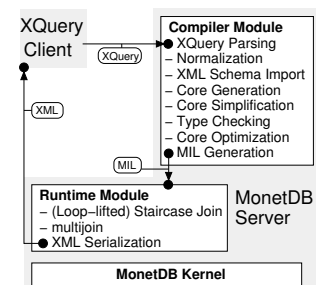 XQuery
Client
XQuery
XML
Compiler Module
XQuery Parsing
– Normalization
– XML Schema Import
– Core Generation
– Core Simplification
– Type Checking
– Core Optimization
MIL Generation
MIL
Runtime Module
– (Loop–lifted) Staircase Join
– multijoin
XML Serialization
MonetDB
Server
MonetDB Kernel